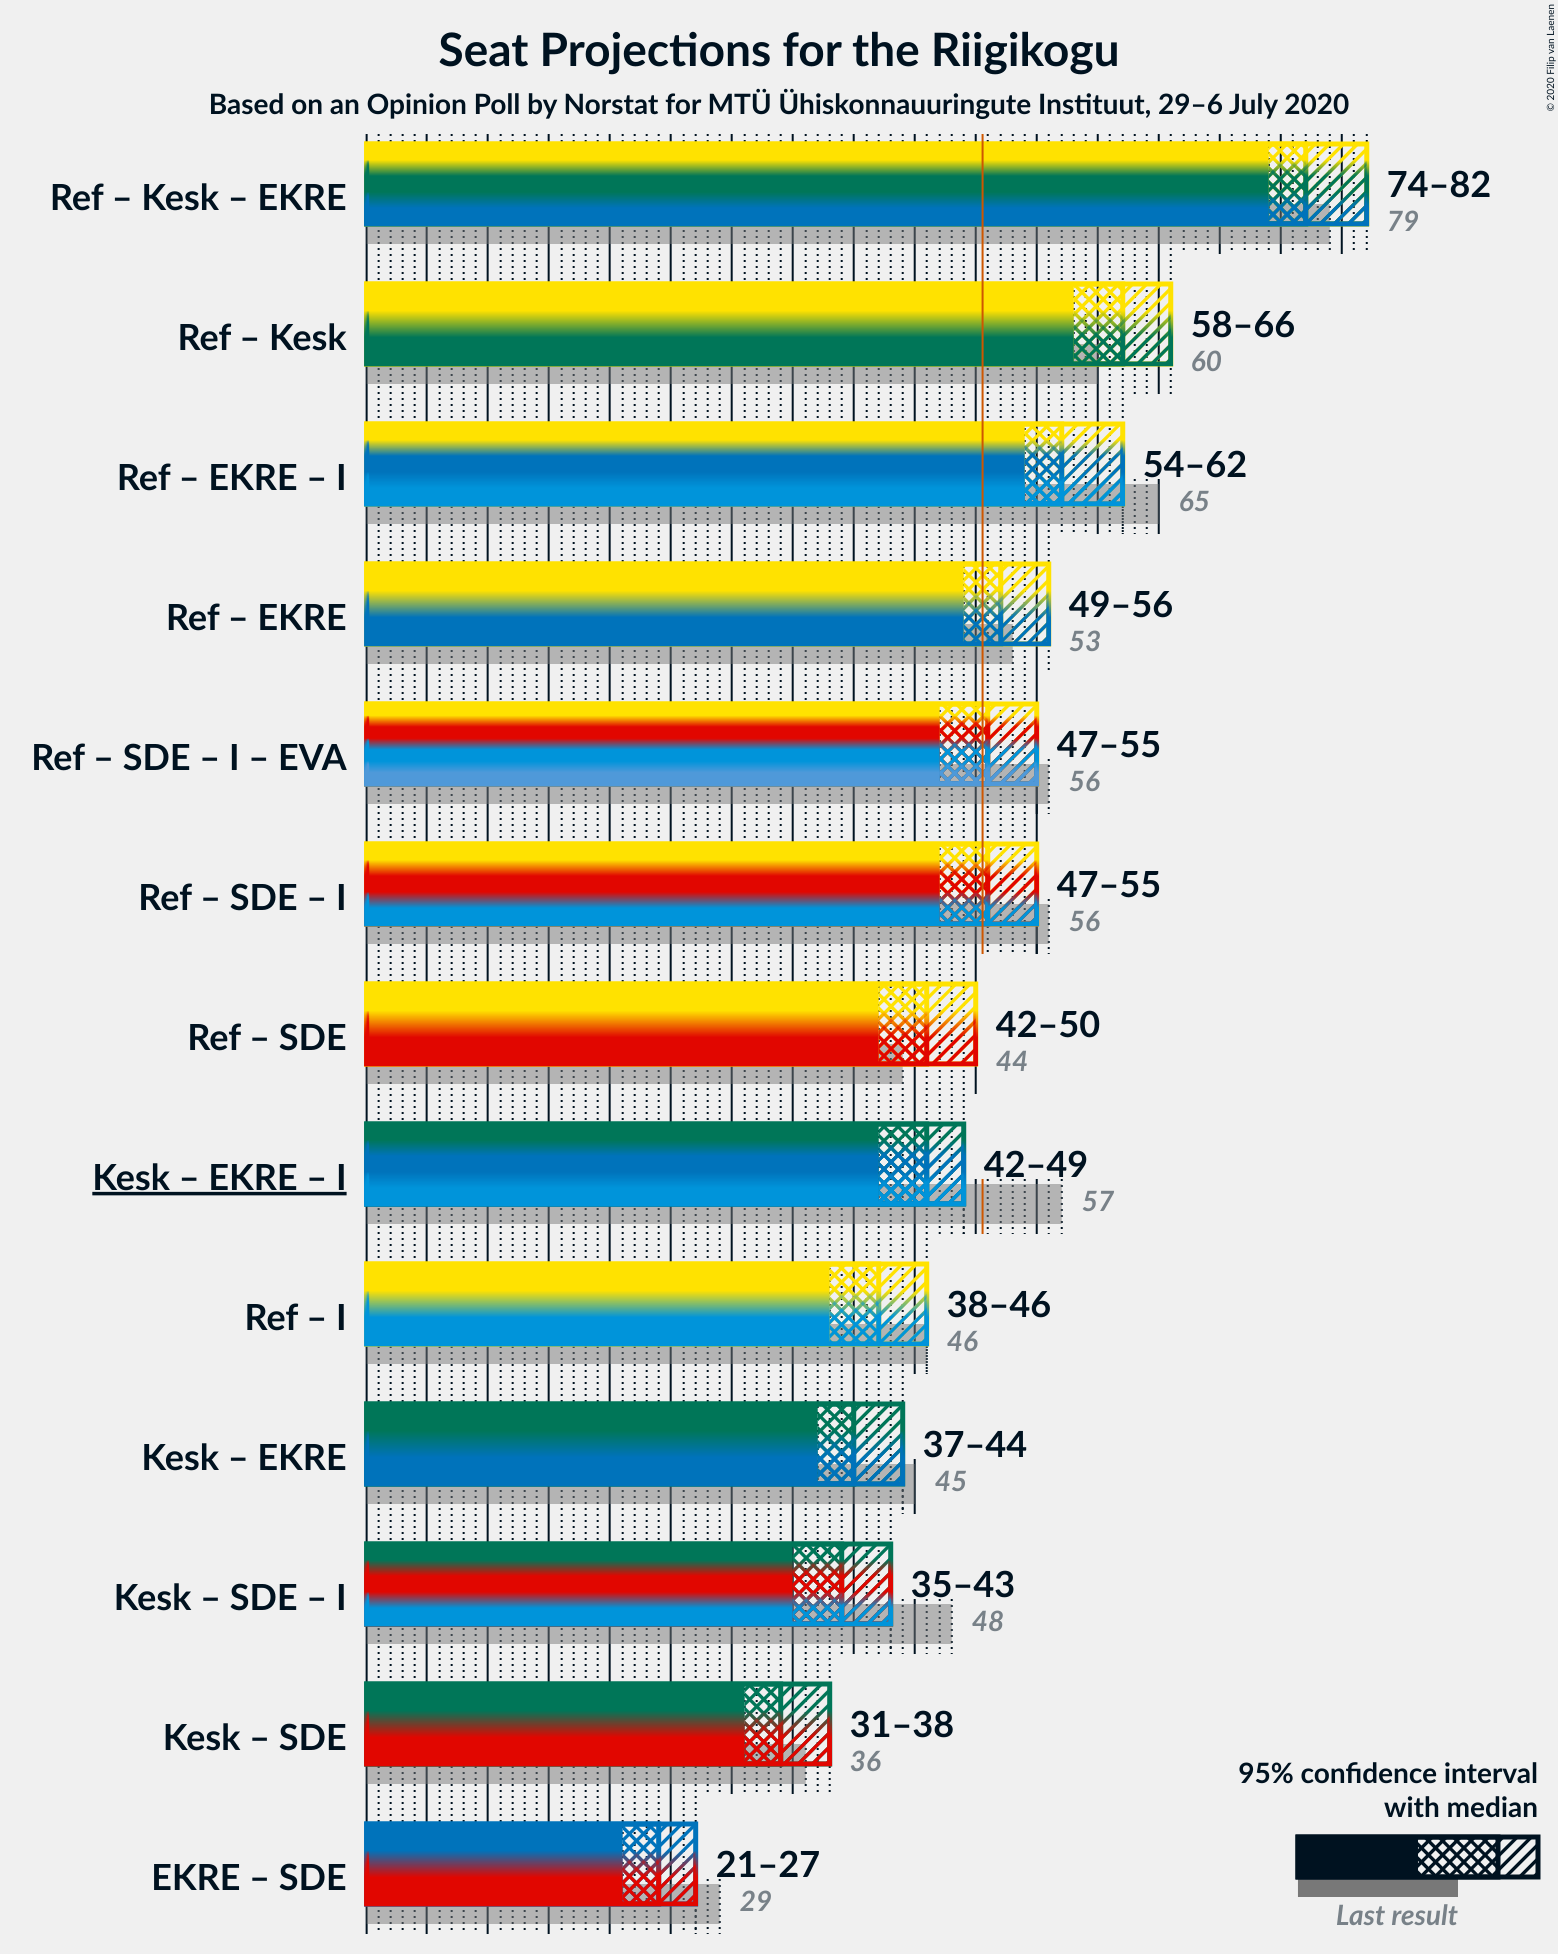 Seat Projections for the Riigikogu
Based on an Opinion Poll by Norstat for MTÜ Ühiskonnauuringute Instituut, 29–6 July 2020
© 2020 Filip van Laenen
Ref – Kesk – EKRE
74–82
79
Ref – Kesk
58–66
60
Ref – EKRE – I
54–62
65
Ref – EKRE
49–56
53
Ref – SDE – I – EVA
47–55
56
Ref – SDE – I
47–55
56
Ref – SDE
42–50
44
Kesk – EKRE – I
42–49
57
Ref – I
38–46
46
Kesk – EKRE
37–44
45
Kesk – SDE – I
35–43
48
Kesk – SDE
31–38
36
EKRE – SDE
21–27
29
95% confidence interval
with median
Last result